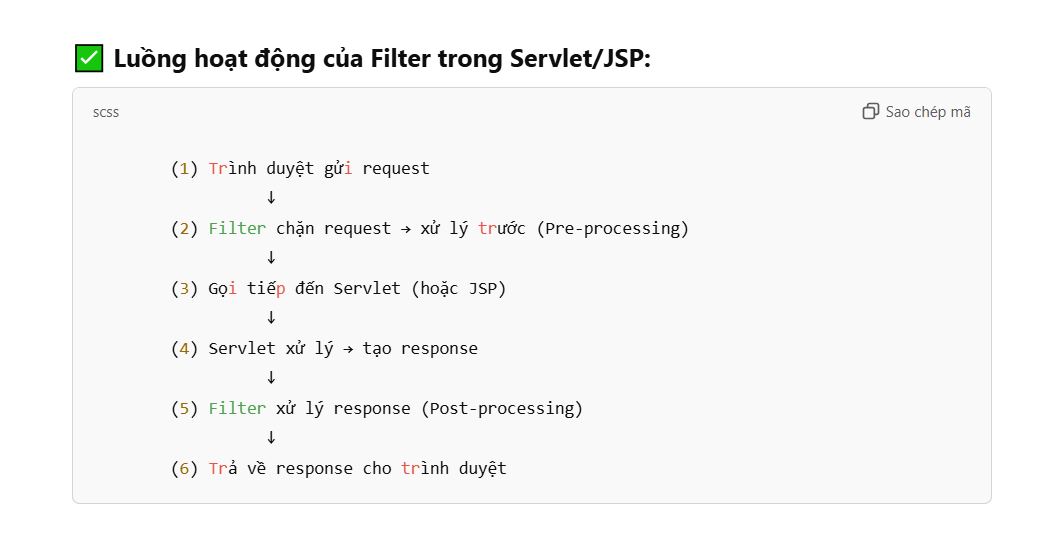 ✅ Luồng hoạt động của Filter trong Servlet/JSP:
scss
Sao chép mã
(1) Trình duyệt gửi request
↓
(2) Filter chặn request → xử lý trước (Pre-processing)
↓
(3) Gọi tiếp đến Servlet (hoặc JSP)
↓
(4) Servlet xử lý → tạo response
↓
(5) Filter xử lý response (Post-processing)
↓
(6) Trả về response cho trình duyệt